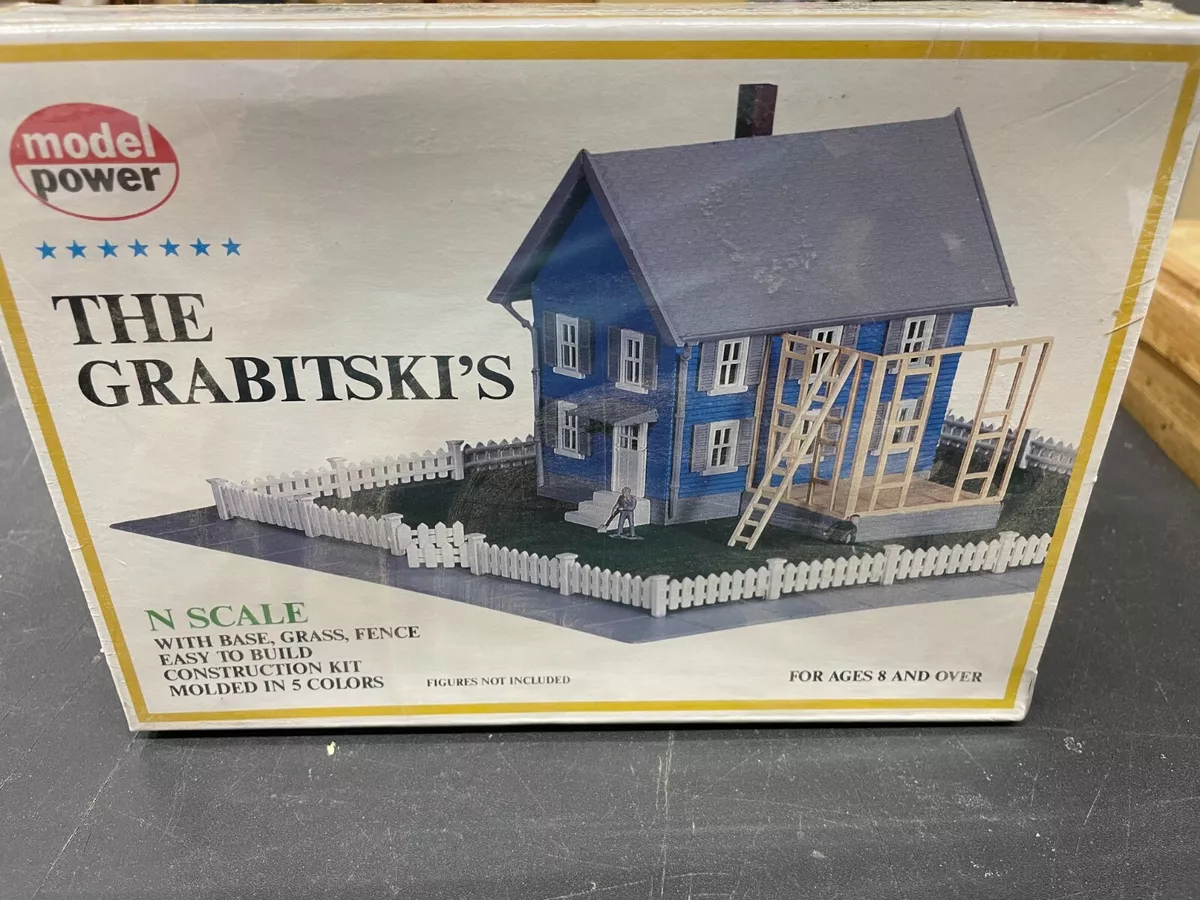 model
power
THE
GRABITSKI'S
N SCALE
WITH BASE, GRASS, FENCE
EASY TO BUILD
CONSTRUCTION KIT
MOLDED IN 5 COLORS
FIGURES NOT INCLUDED
FOR AGES 8 AND OVER